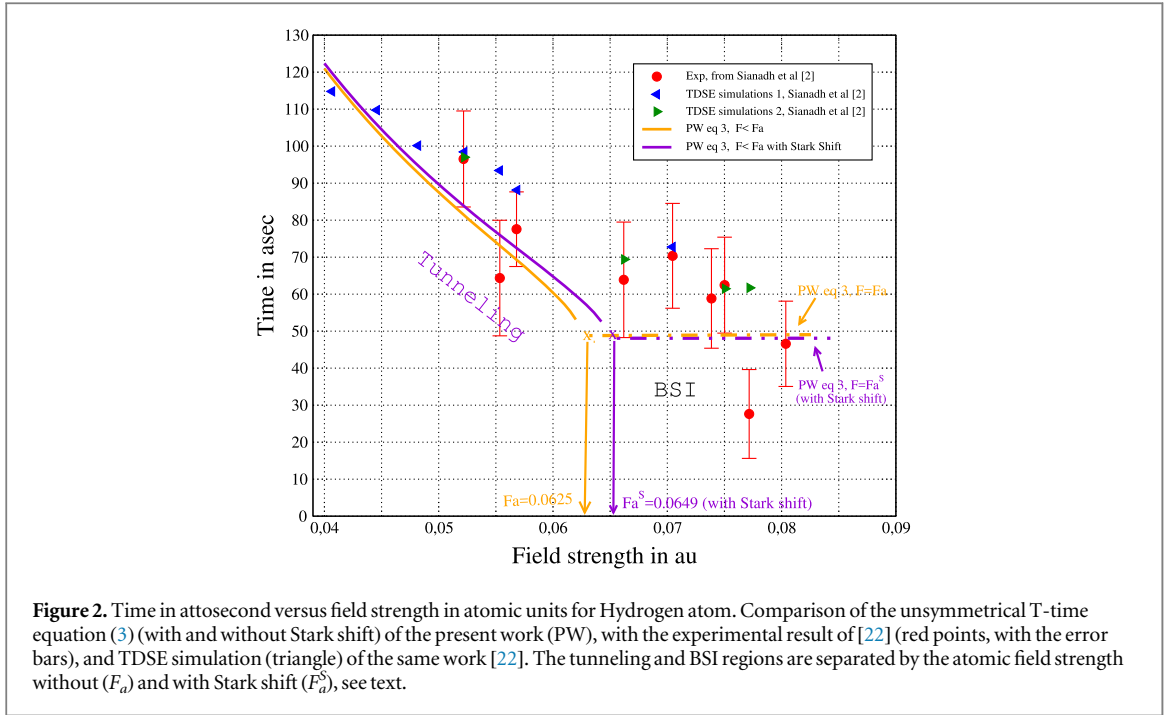 130
120
110
100
90
80
70
60
50
40
30
20
10
0
Time in asec
Exp, from Sianadh et al [2]
TDSE simulations 1, Sianadh et al [2]
TDSE simulations 2, Sianadh et al [2]
PW eq 3, F< Fa
PW eq 3, F< Fa with Stark Shift
Tunneling
PW eq 3, F=Fa
BSI
PW eq 3, F=Fa^S
(with Stark shift)
Fa=0.0625
Fa^S=0.0649 (with Stark shift)
0,04 0,05 0,06 0,07 0,08 0,09
Field strength in au
Figure 2. Time in attosecond versus field strength in atomic units for Hydrogen atom. Comparison of the unsymmetrical T-time
equation (3) (with and without Stark shift) of the present work (PW), with the experimental result of [22] (red points, with the error
bars), and TDSE simulation (triangle) of the same work [22]. The tunneling and BSI regions are separated by the atomic field strength
without (Fₐ) and with Stark shift (Fₐ^S), see text.